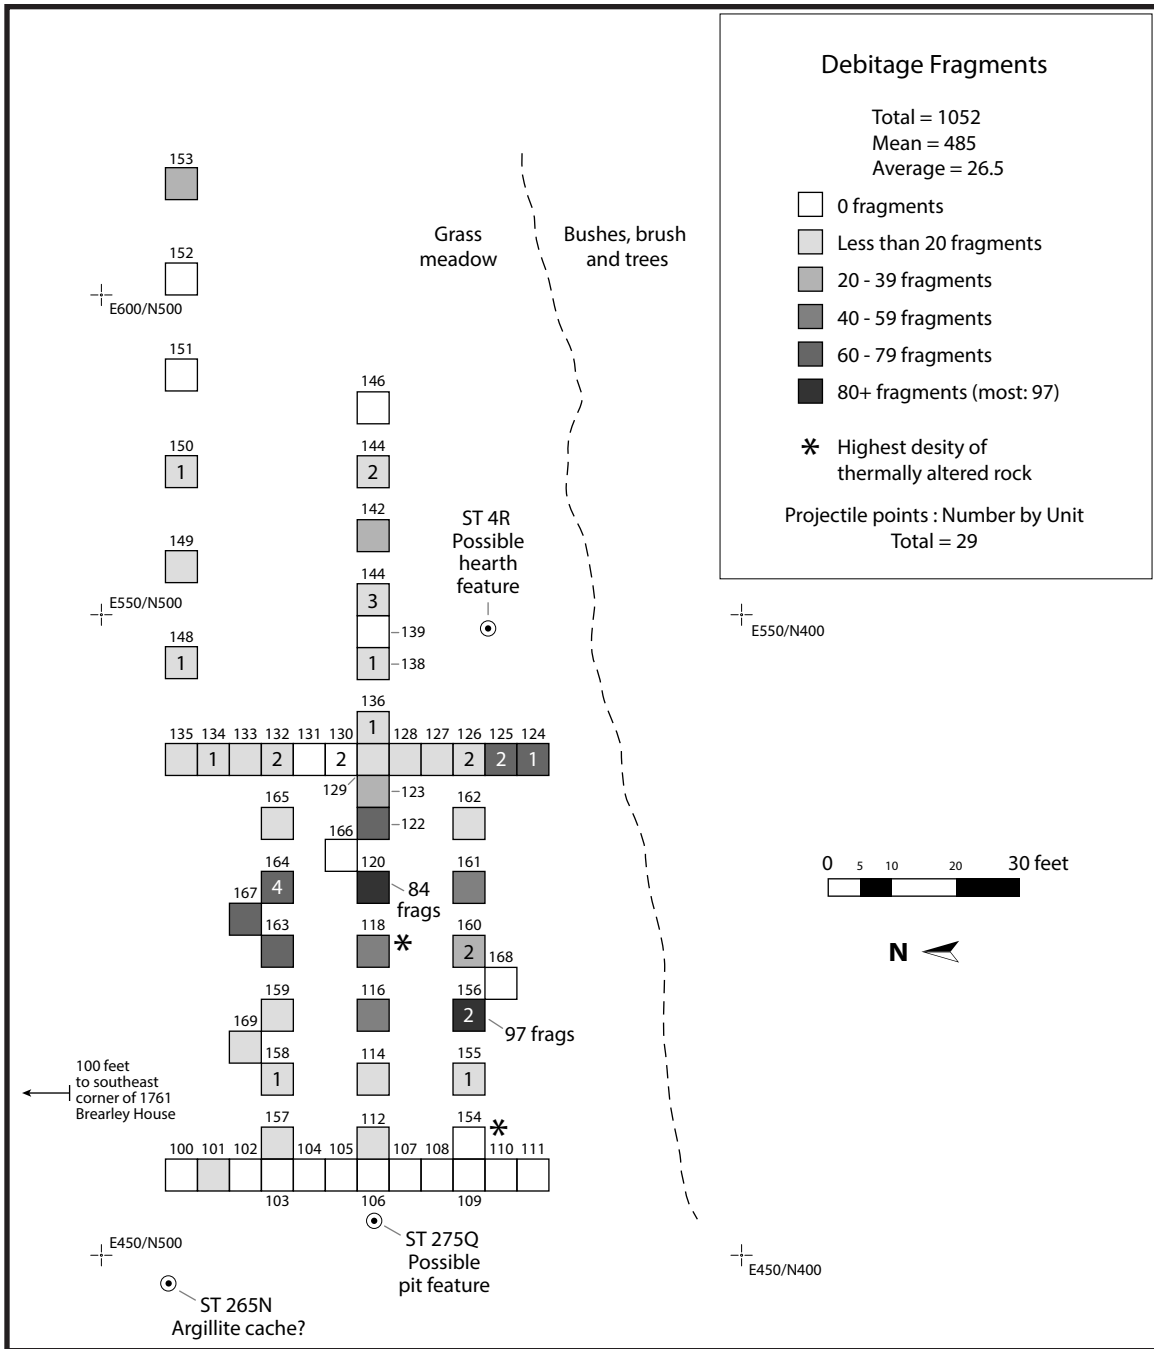 Debitage Fragments
Total = 1052
Mean = 485
Average = 26.5
0 fragments
Less than 20 fragments
20 - 39 fragments
40 - 59 fragments
60 - 79 fragments
80+ fragments (most: 97)
* Highest desity of
thermally altered rock
Projectile points : Number by Unit
Total = 29
153
152
E600/N500
151
150
1
149
E550/N500
148
1
Grass
meadow
Bushes, brush
and trees
146
144
2
142
144
3
139
1
138
136
1
ST 4R
Possible
hearth
feature
E550/N400
135 134 133 132 131 130 128 127 126 125 124
1 2 2 2 2 1
129
123
122
165
162
166
164
4
120
84
frags
161
167
163
118
*
160
2
168
159
116
156
2
97 frags
169
158
1
114
155
1
100 feet
to southeast
corner of 1761
Brearley House
157
112
154
*
100 101 102 104 105 107 108 110 111
103 106 109
0 5 10 20 30 feet
N
E450/N500
ST 275Q
Possible
pit feature
E450/N400
ST 265N
Argillite cache?